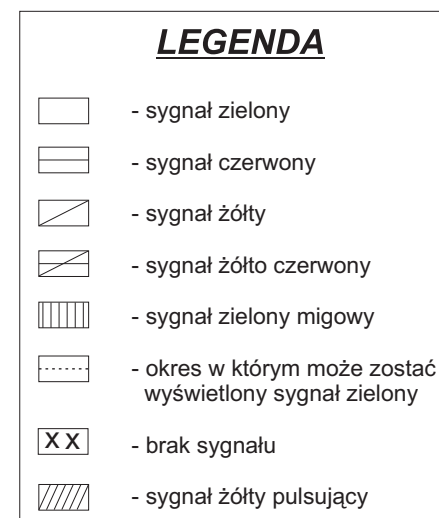 LEGENDA
- sygnał zielony
- sygnał czerwony
- sygnał żółty
- sygnał żółto czerwony
- sygnał zielony migowy
- okres w którym może zostać
wyświetlony sygnał zielony
X X - brak sygnału
- sygnał żółty pulsujący